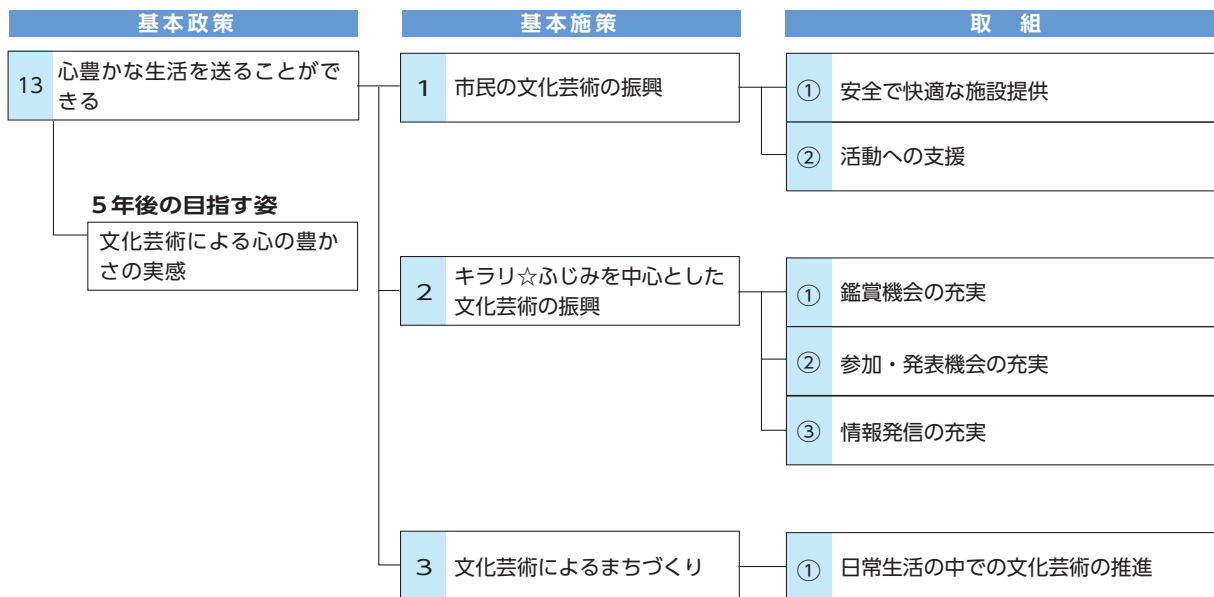 基本政策
基本施策
取　組
13
心豊かな生活を送ることがで
きる
5年後の目指す姿
文化芸術による心の豊か
さの実感
1
市民の文化芸術の振興
①
安全で快適な施設提供
②
活動への支援
2
キラリ☆ふじみを中心とした
文化芸術の振興
①
鑑賞機会の充実
②
参加・発表機会の充実
③
情報発信の充実
3
文化芸術によるまちづくり
①
日常生活の中での文化芸術の推進